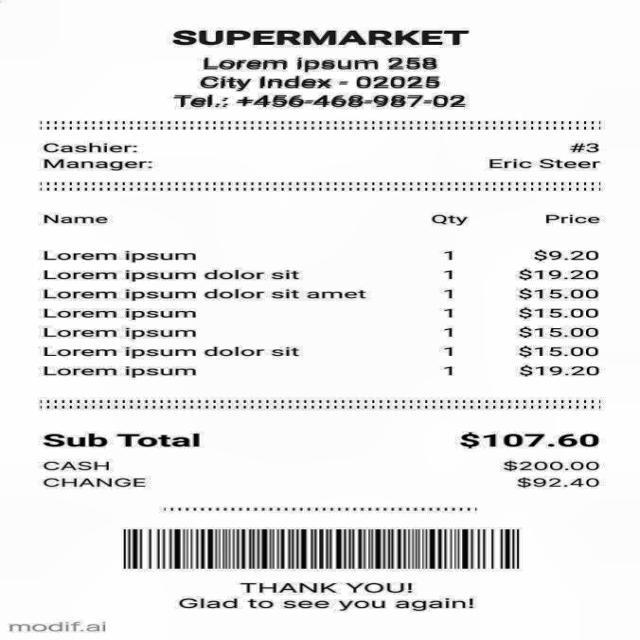 SUPERMARKET
Lorem ipsum 258
City Index - 02025
Tel.: +456-468-987-02
Cashier: #3
Manager: Eric Steer
Name Qty Price
Lorem ipsum 1 $9.20
Lorem ipsum dolor sit 1 $19.20
Lorem ipsum dolor sit amet 1 $15.00
Lorem ipsum 1 $15.00
Lorem ipsum 1 $15.00
Lorem ipsum dolor sit 1 $15.00
Lorem ipsum 1 $19.20
Sub Total $107.60
CASH $200.00
CHANGE $92.40
THANK YOU!
Glad to see you again!
modif.ai